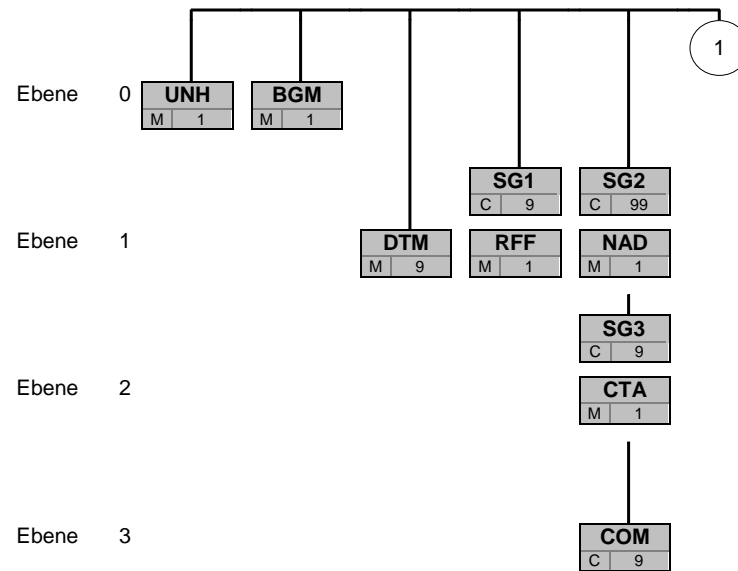 1
Ebene 0 UNH BGM
M 1 M 1
SG1 SG2
C 9 C 99
Ebene 1 DTM RFF NAD
M 9 M 1 M 1
SG3
C 9
Ebene 2 CTA
M 1
Ebene 3 COM
C 9